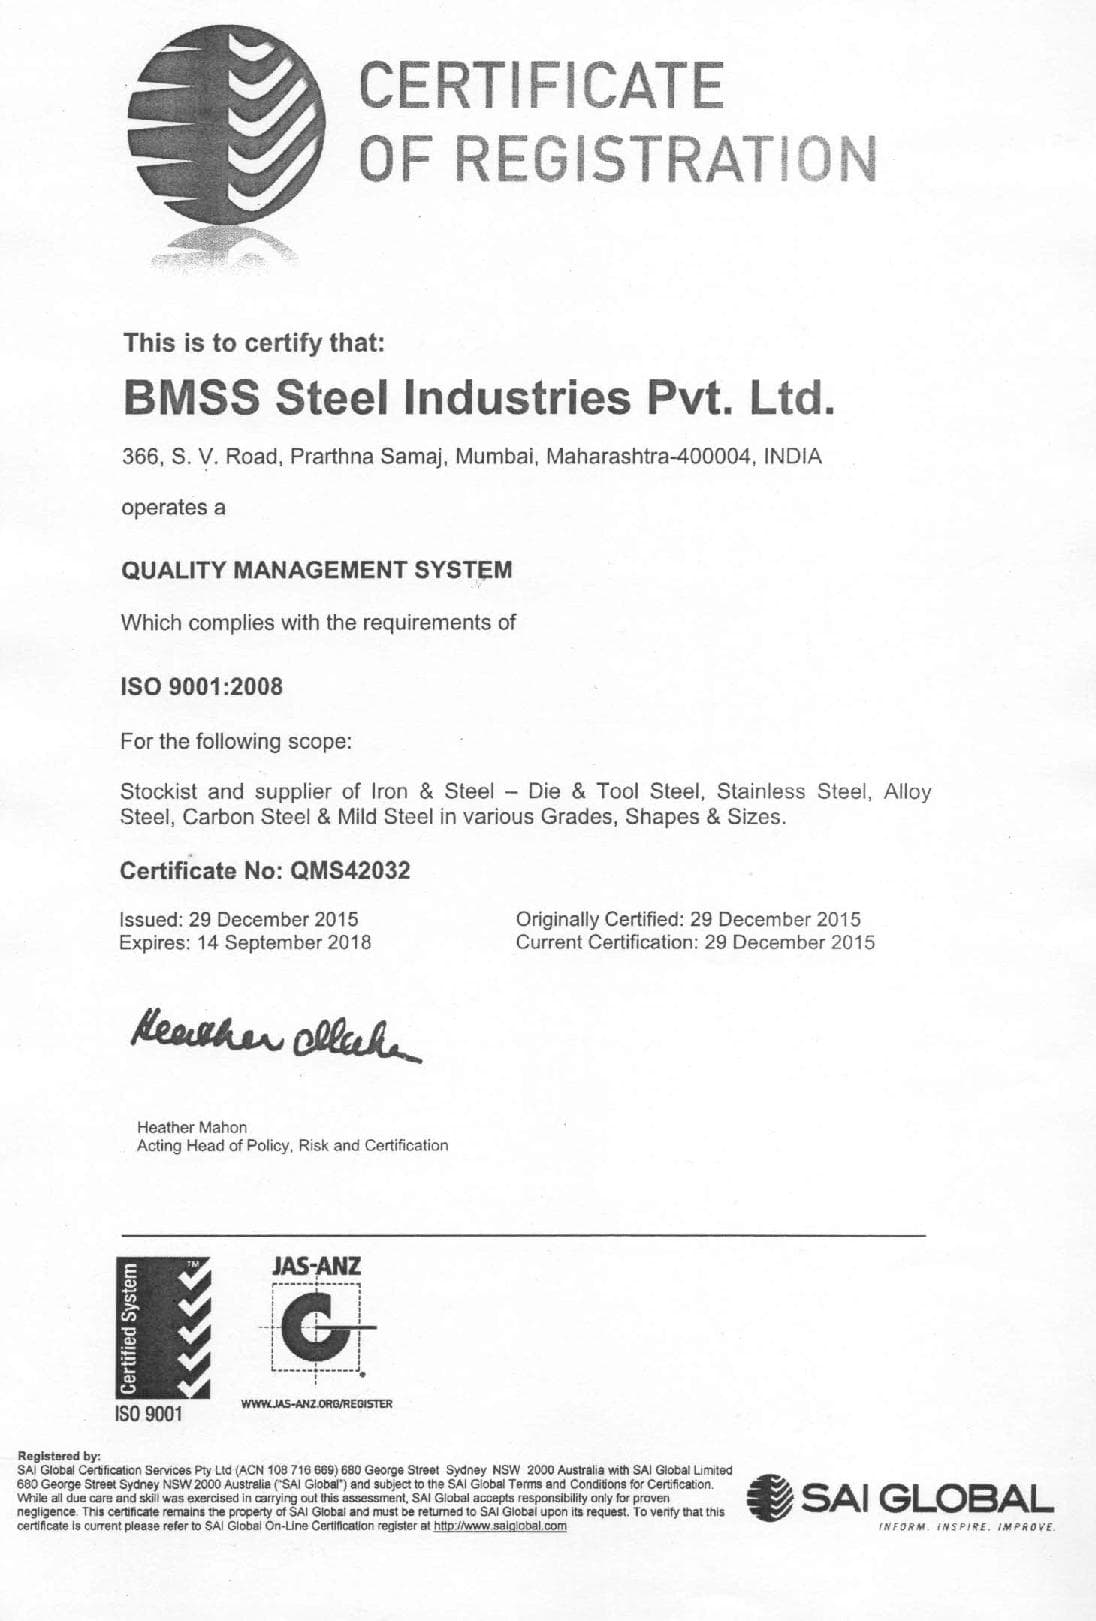 CERTIFICATE
OF REGISTRATION
This is to certify that:
BMSS Steel Industries Pvt. Ltd.
366, S. V. Road, Prarthna Samaj, Mumbai, Maharashtra-400004, INDIA
operates a
QUALITY MANAGEMENT SYSTEM
Which complies with the requirements of
ISO 9001:2008
For the following scope:
Stockist and supplier of Iron & Steel – Die & Tool Steel, Stainless Steel, Alloy
Steel, Carbon Steel & Mild Steel in various Grades, Shapes & Sizes.
Certificate No: QMS42032
Issued: 29 December 2015
Expires: 14 September 2018
Originally Certified: 29 December 2015
Current Certification: 29 December 2015
Heather Mahon
Heather Mahon
Acting Head of Policy, Risk and Certification
Certified System
TM
ISO 9001
JAS-ANZ
WWW.JAS-ANZ.ORG/REGISTER
Registered by:
SAI Global Certification Services Pty Ltd (ACN 108 716 669) 680 George Street Sydney NSW 2000 Australia with SAI Global Limited
680 George Street Sydney NSW 2000 Australia ("SAI Global") and subject to the SAI Global Terms and Conditions for Certification.
While all due care and skill was exercised in carrying out this assessment, SAI Global accepts responsibility only for proven
negligence. This certificate remains the property of SAI Global and must be returned to SAI Global upon its request. To verify that this
certificate is current please refer to SAI Global On-Line Certification register at http://www.saiglobal.com
SAI GLOBAL
INFORM. INSPIRE. IMPROVE.